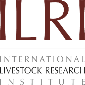 ILRI
INTERNATIONAL
LIVESTOCK RESEARCH
INSTITUTE